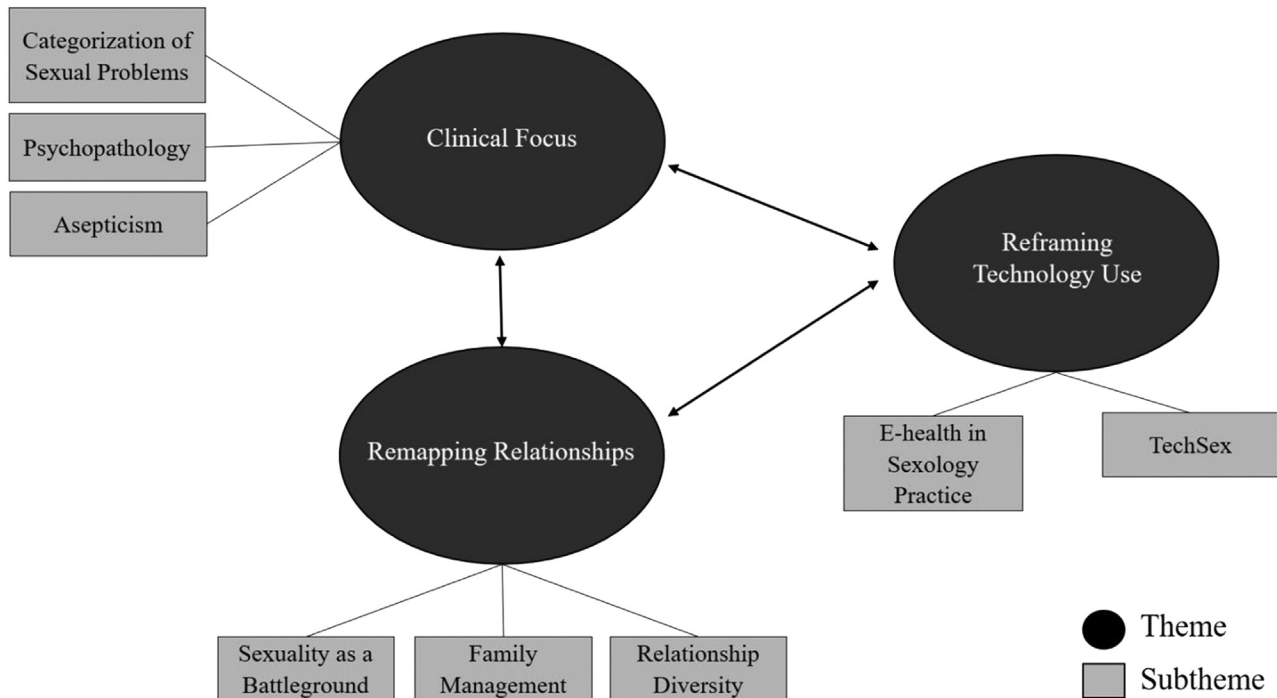 Categorization of
Sexual Problems
Psychopathology
Asepticism
Clinical Focus
Reframing
Technology Use
Remapping Relationships
E-health in
Sexology
Practice
TechSex
Sexuality as a
Battleground
Family
Management
Relationship
Diversity
Theme
Subtheme